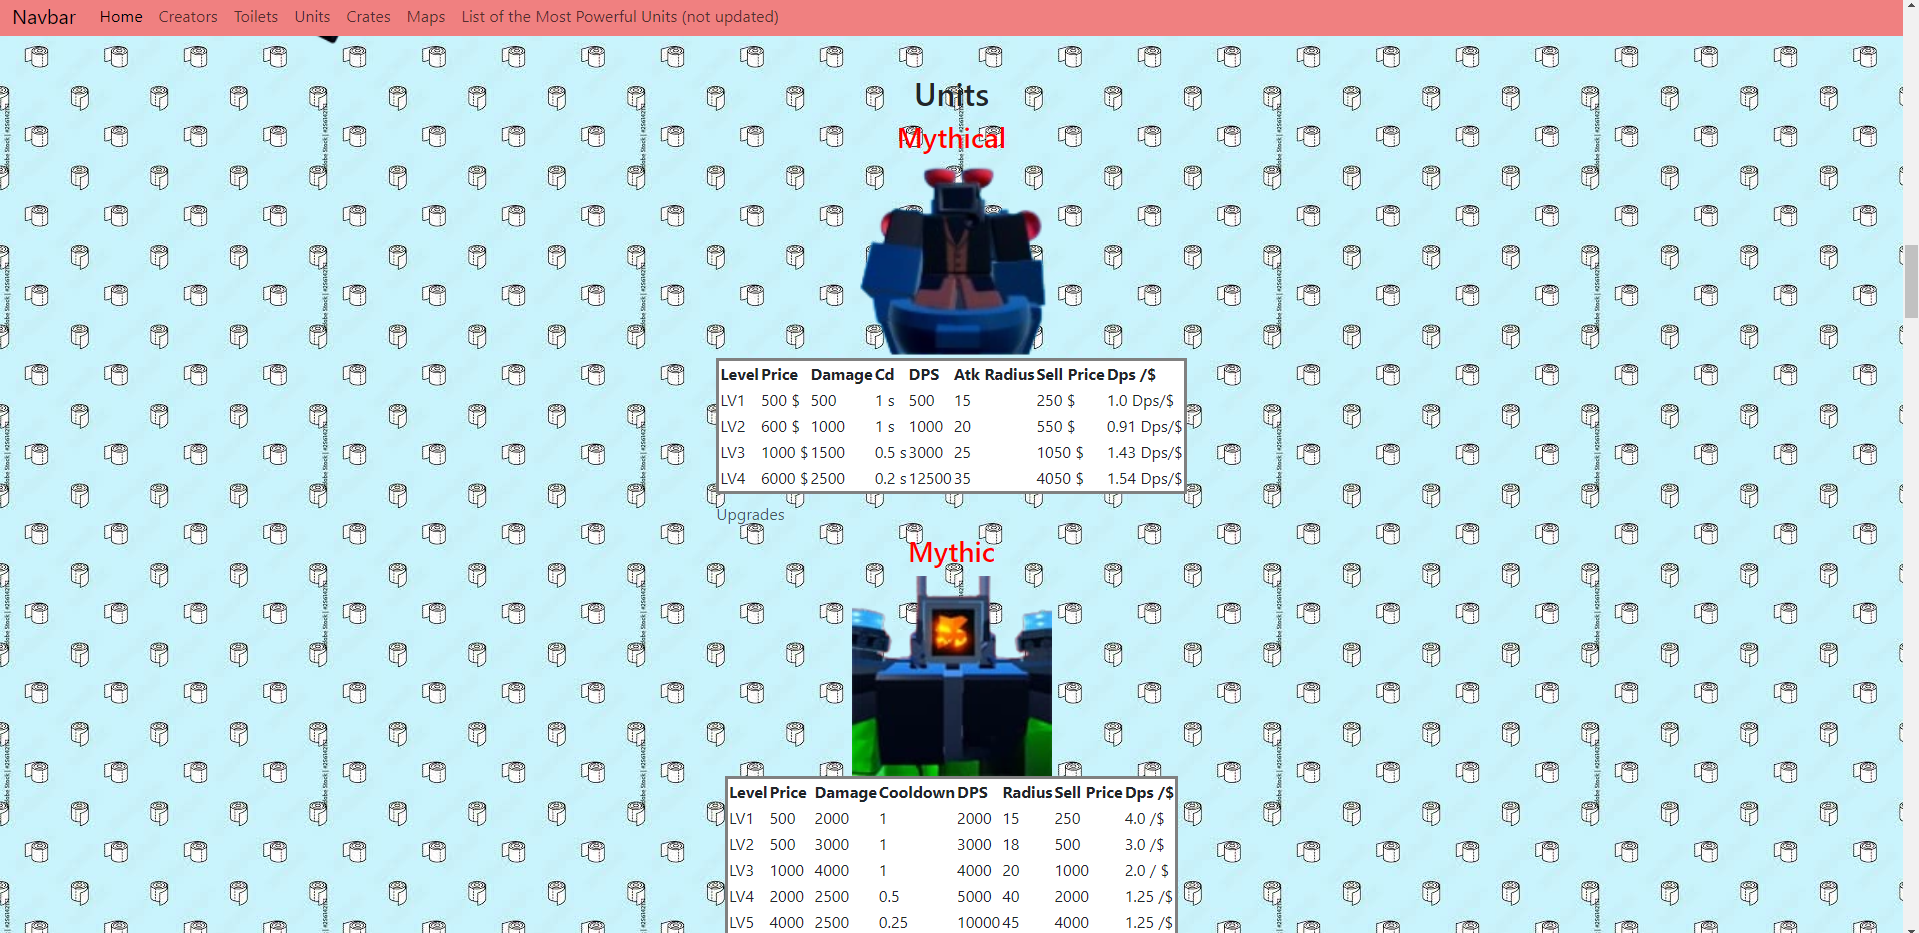 Navbar Home Creators Toilets Units Crates Maps List of the Most Powerful Units (not updated)
Units
Mythical
Level Price Damage Cd DPS Atk Radius Sell Price Dps /$
LV1 500 $ 500 1 s 500 15 250 $ 1.0 Dps/$
LV2 600 $ 1000 1 s 1000 20 550 $ 0.91 Dps/$
LV3 1000 $ 1500 0.5 s 3000 25 1050 $ 1.43 Dps/$
LV4 6000 $ 2500 0.2 s 12500 35 4050 $ 1.54 Dps/$
Upgrades
Mythic
Level Price Damage Cooldown DPS Radius Sell Price Dps /$
LV1 500 2000 1 2000 15 250 4.0 /$
LV2 500 3000 1 3000 18 500 3.0 /$
LV3 1000 4000 1 4000 20 1000 2.0 / $
LV4 2000 2500 0.5 5000 40 2000 1.25 /$
LV5 4000 2500 0.25 10000 45 4000 1.25 /$